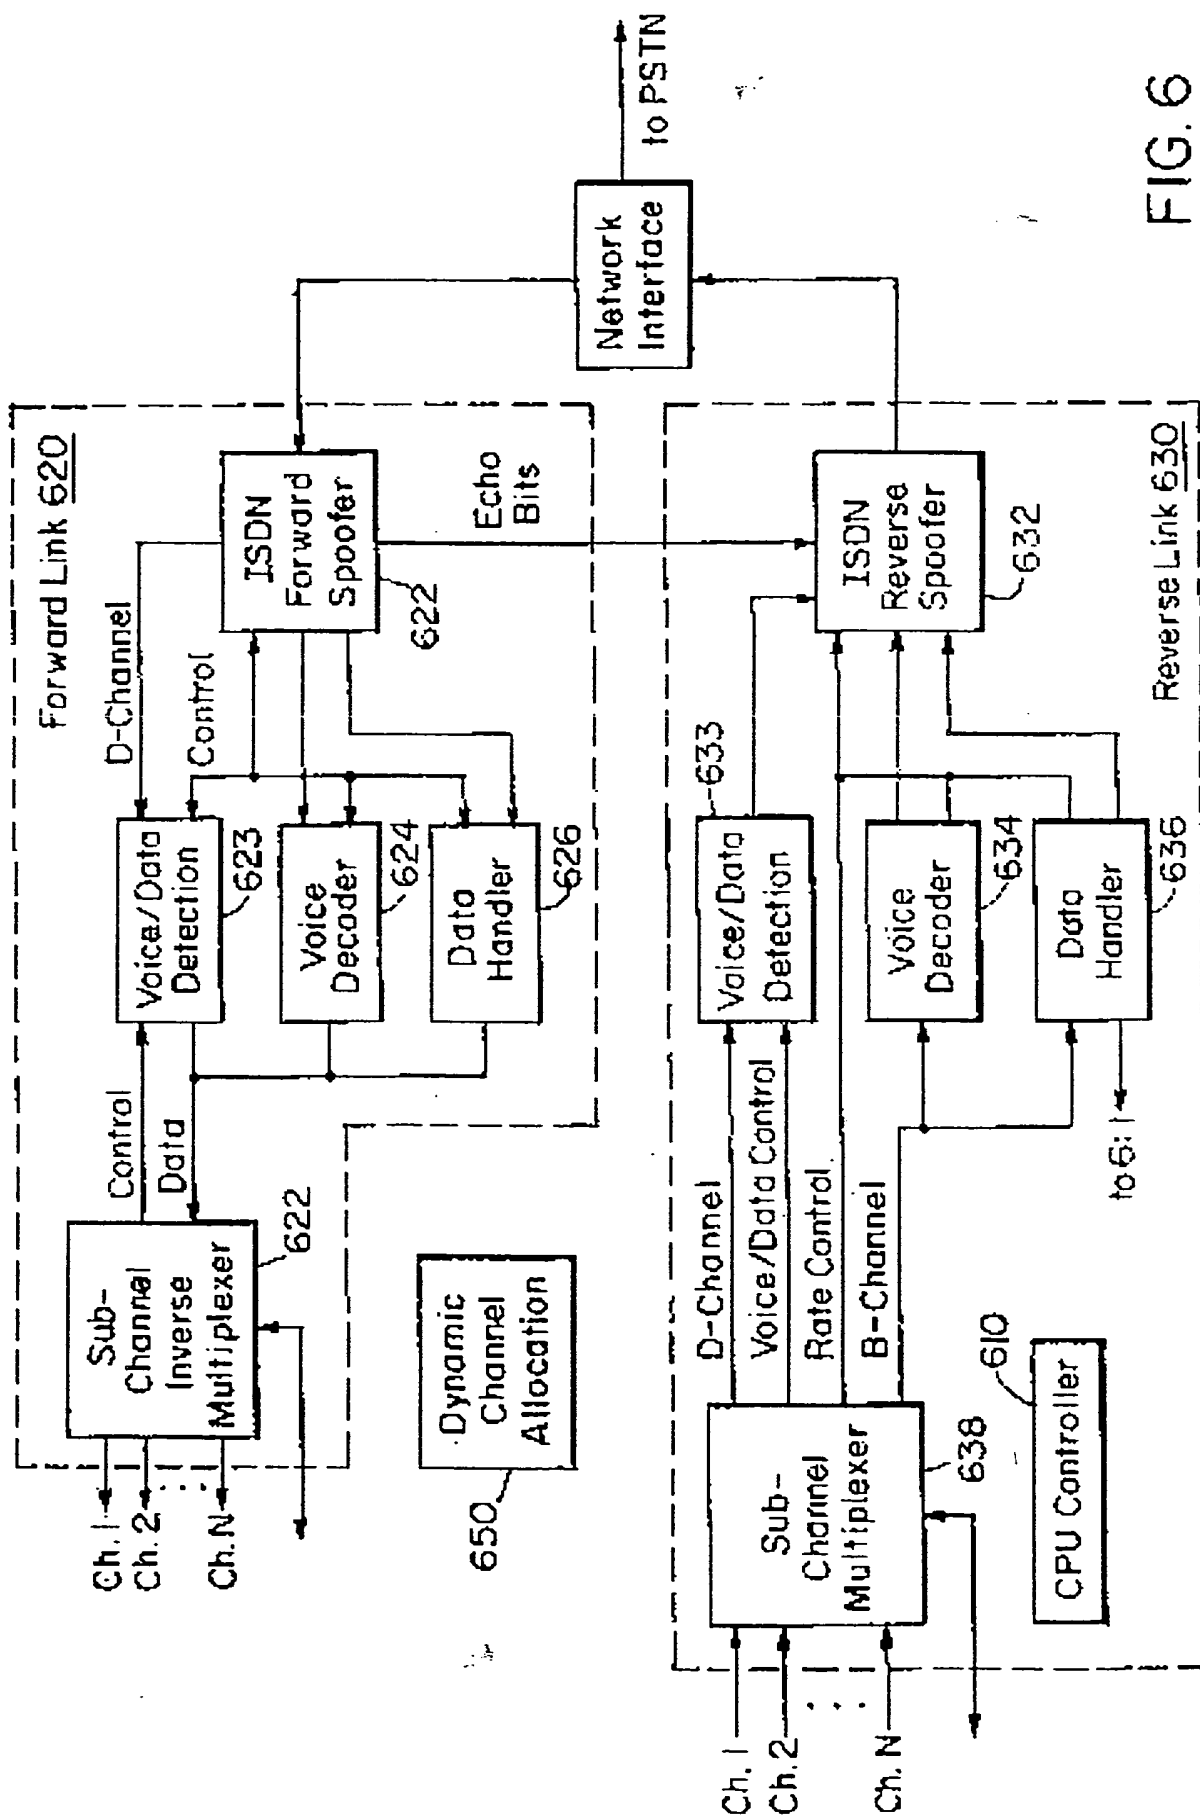 Forward Link 620
D-Channel
Control
Control
Data
Sub-
Channel
Inverse
Multiplexer
622
Ch. 1
Ch. 2
Ch. N
Voice/Data
Detection
623
Voice
Decoder
624
Data
Handler
626
ISDN
Forward
Spoofer
622
Echo
Bits
Network
Interface
to PSTN
Dynamic
Channel
Allocation
650
Reverse Link 630
Ch. 1
Ch. 2
Ch. N
Sub-
Channel
Multiplexer
638
D-Channel
Voice/Data Control
Rate Control
B-Channel
Voice/Data
Detection
633
Voice
Decoder
634
Data
Handler
636
to 6: 1
ISDN
Reverse
Spoofer
632
CPU Controller
610
FIG. 6